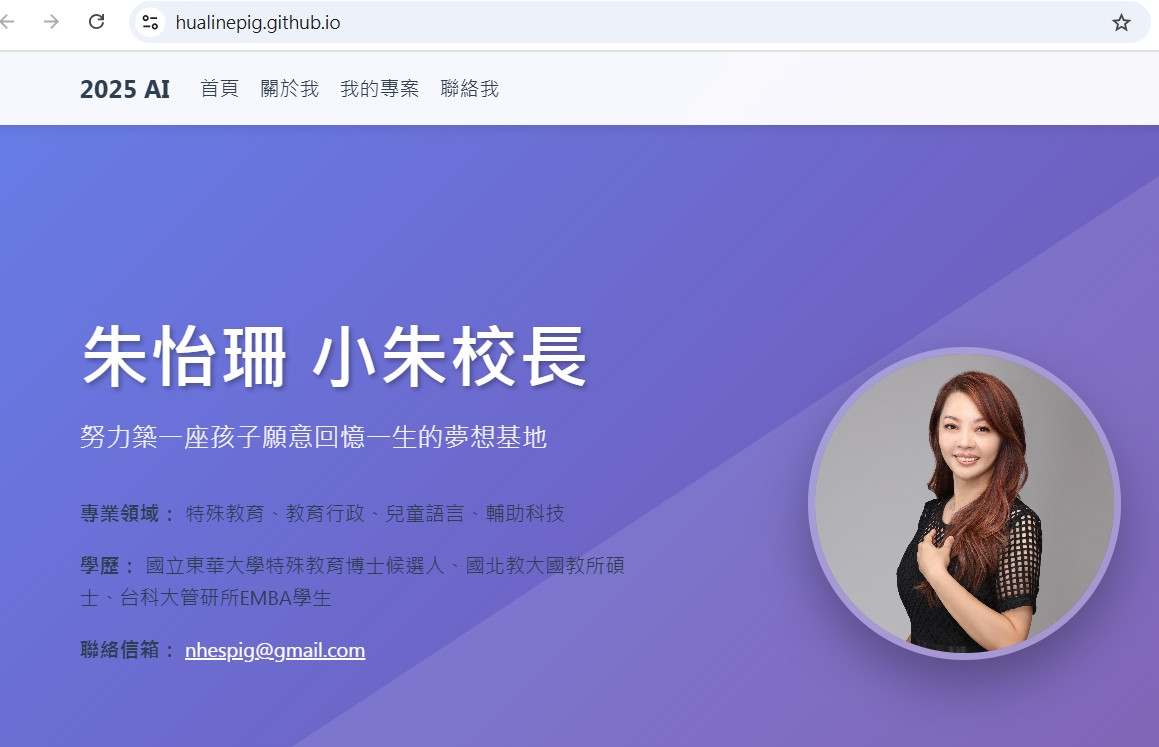 hualinepig.github.io
2025 AI 首頁 關於我 我的專案 聯絡我
朱怡珊 小朱校長
努力築一座孩子願意回憶一生的夢想基地
專業領域： 特殊教育、教育行政、兒童語言、輔助科技
學歷： 國立東華大學特殊教育博士候選人、國北教大國教所碩
士、台科大管研所EMBA學生
聯絡信箱： nhespig@gmail.com